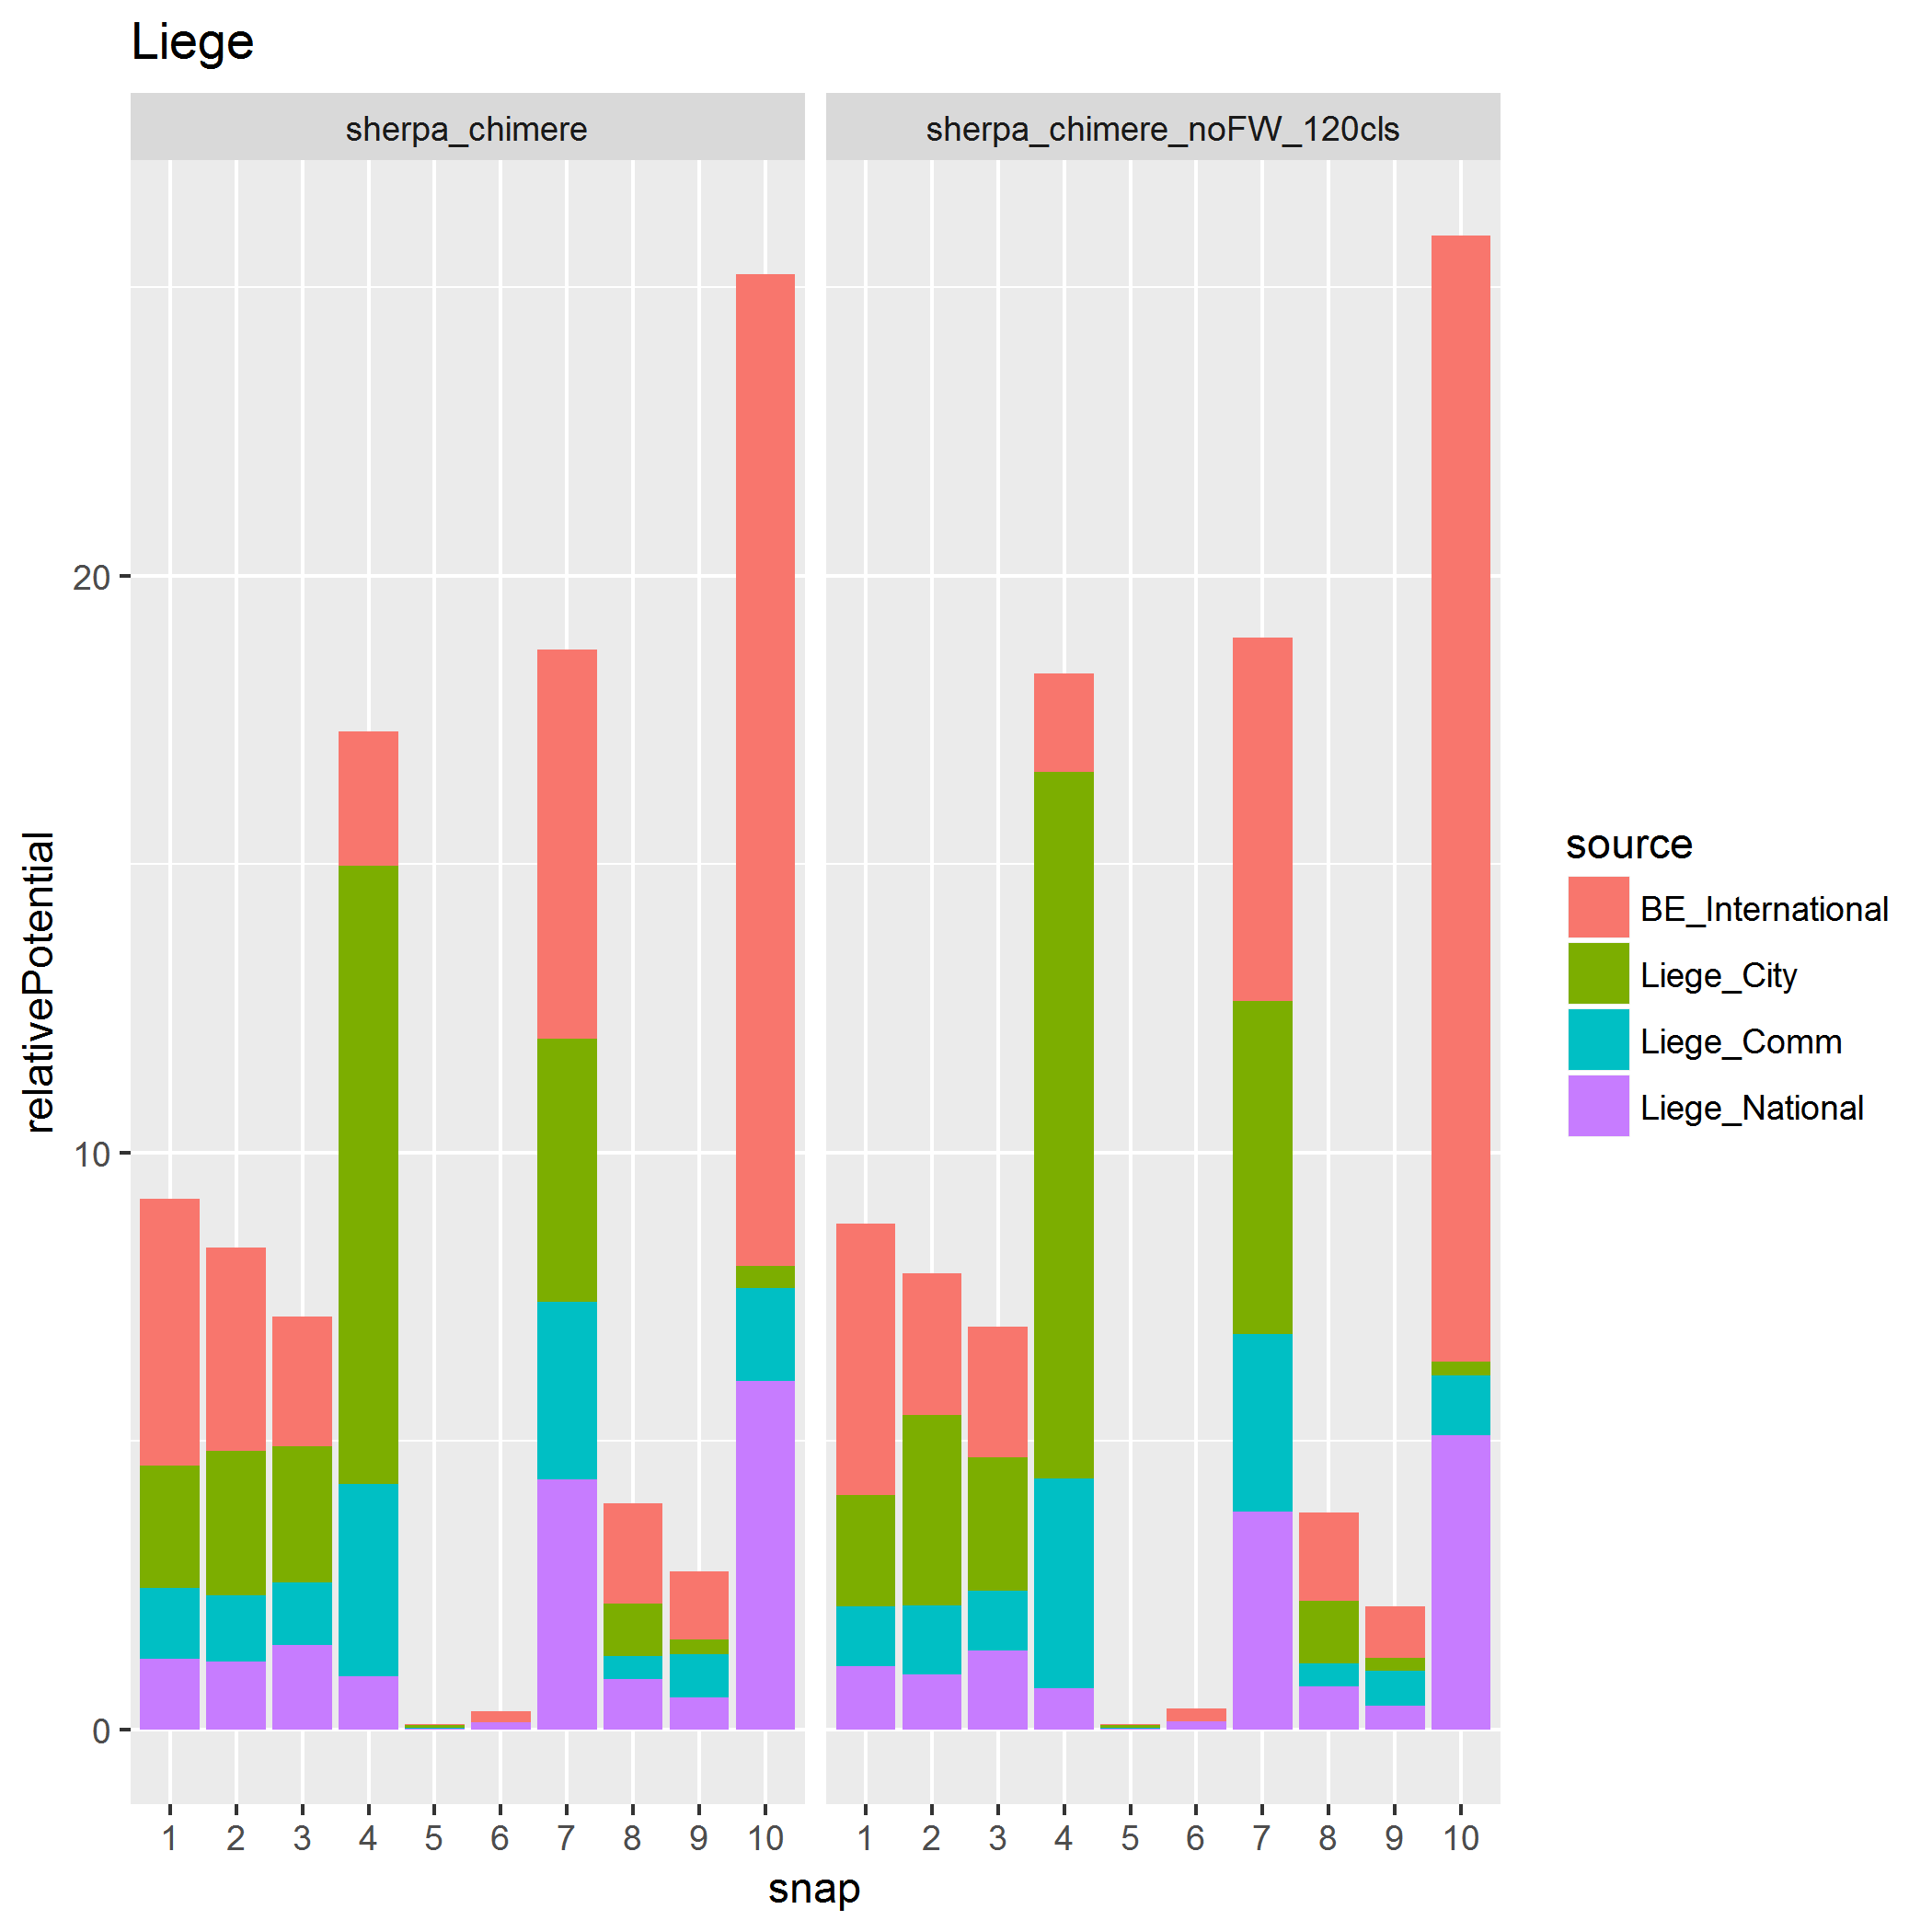 Liege
sherpa_chimere
sherpa_chimere_noFW_120cls
relativePotential
20
10
0
1 2 3 4 5 6 7 8 9 10
1 2 3 4 5 6 7 8 9 10
snap
source
BE_International
Liege_City
Liege_Comm
Liege_National